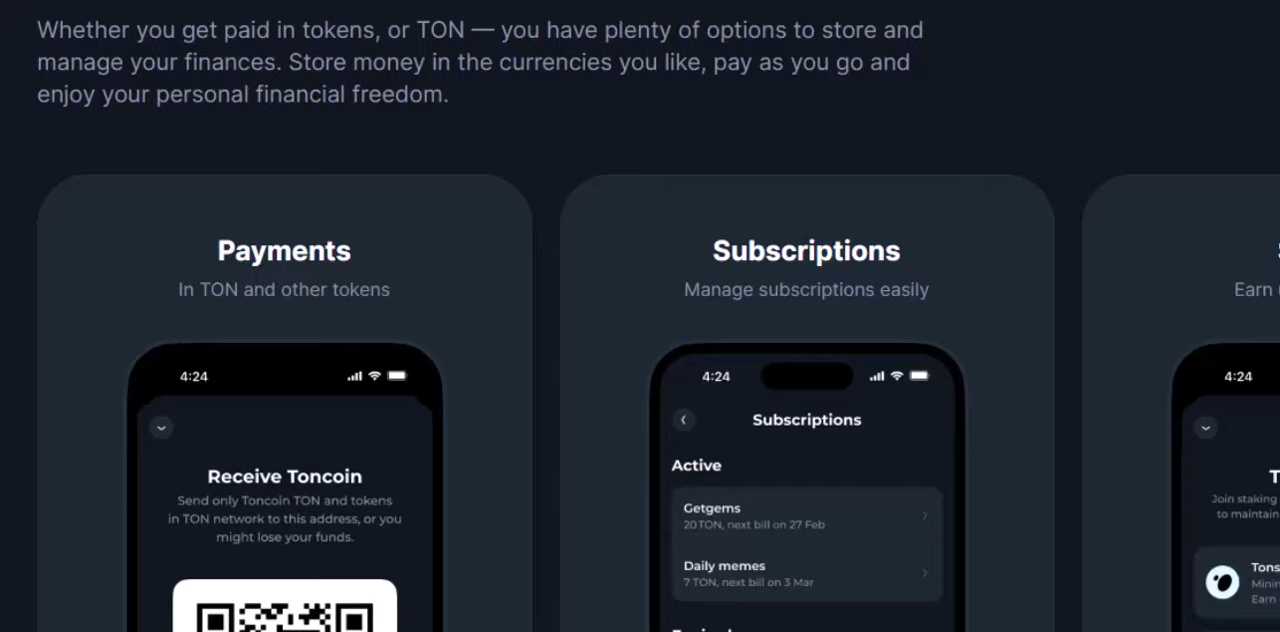 Whether you get paid in tokens, or TON — you have plenty of options to store and
manage your finances. Store money in the currencies you like, pay as you go and
enjoy your personal financial freedom.
Payments
In TON and other tokens
4:24
Receive Toncoin
Send only Toncoin TON and tokens
in TON network to this address, or you
might lose your funds.
Subscriptions
Manage subscriptions easily
4:24
Subscriptions
Active
Getgems
20 TON, next bill on 27 Feb
Daily memes
7 TON, next bill on 3 Mar
Earn
4:24
Join staking
to maintain
Tons
Minin
Earn